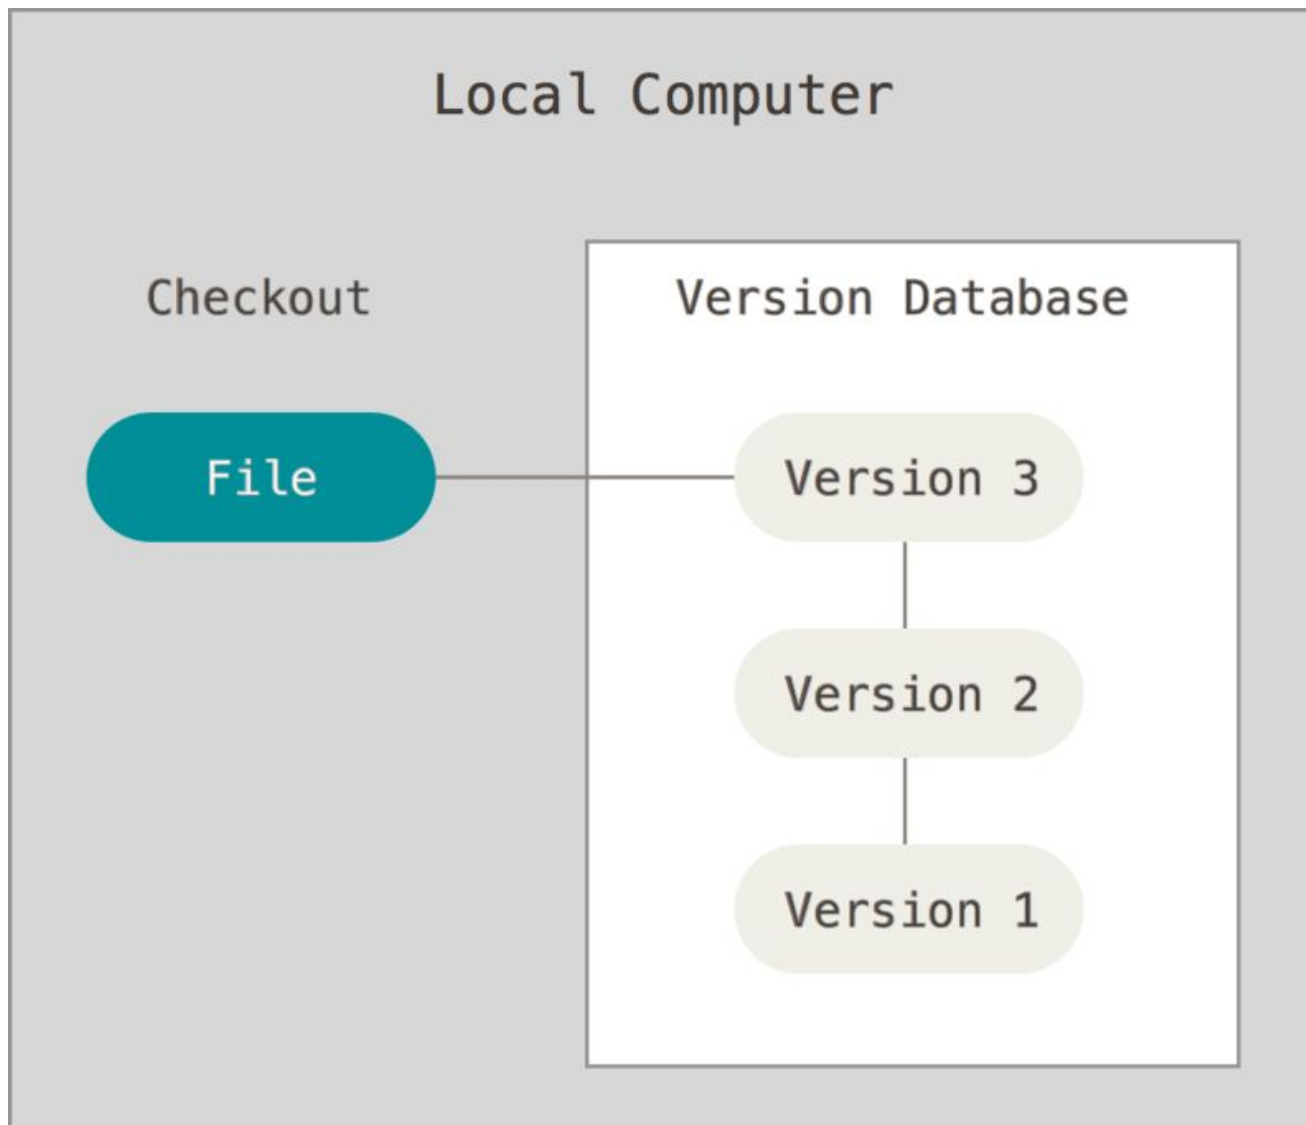 Local Computer
Checkout
Version Database
File
Version 3
Version 2
Version 1